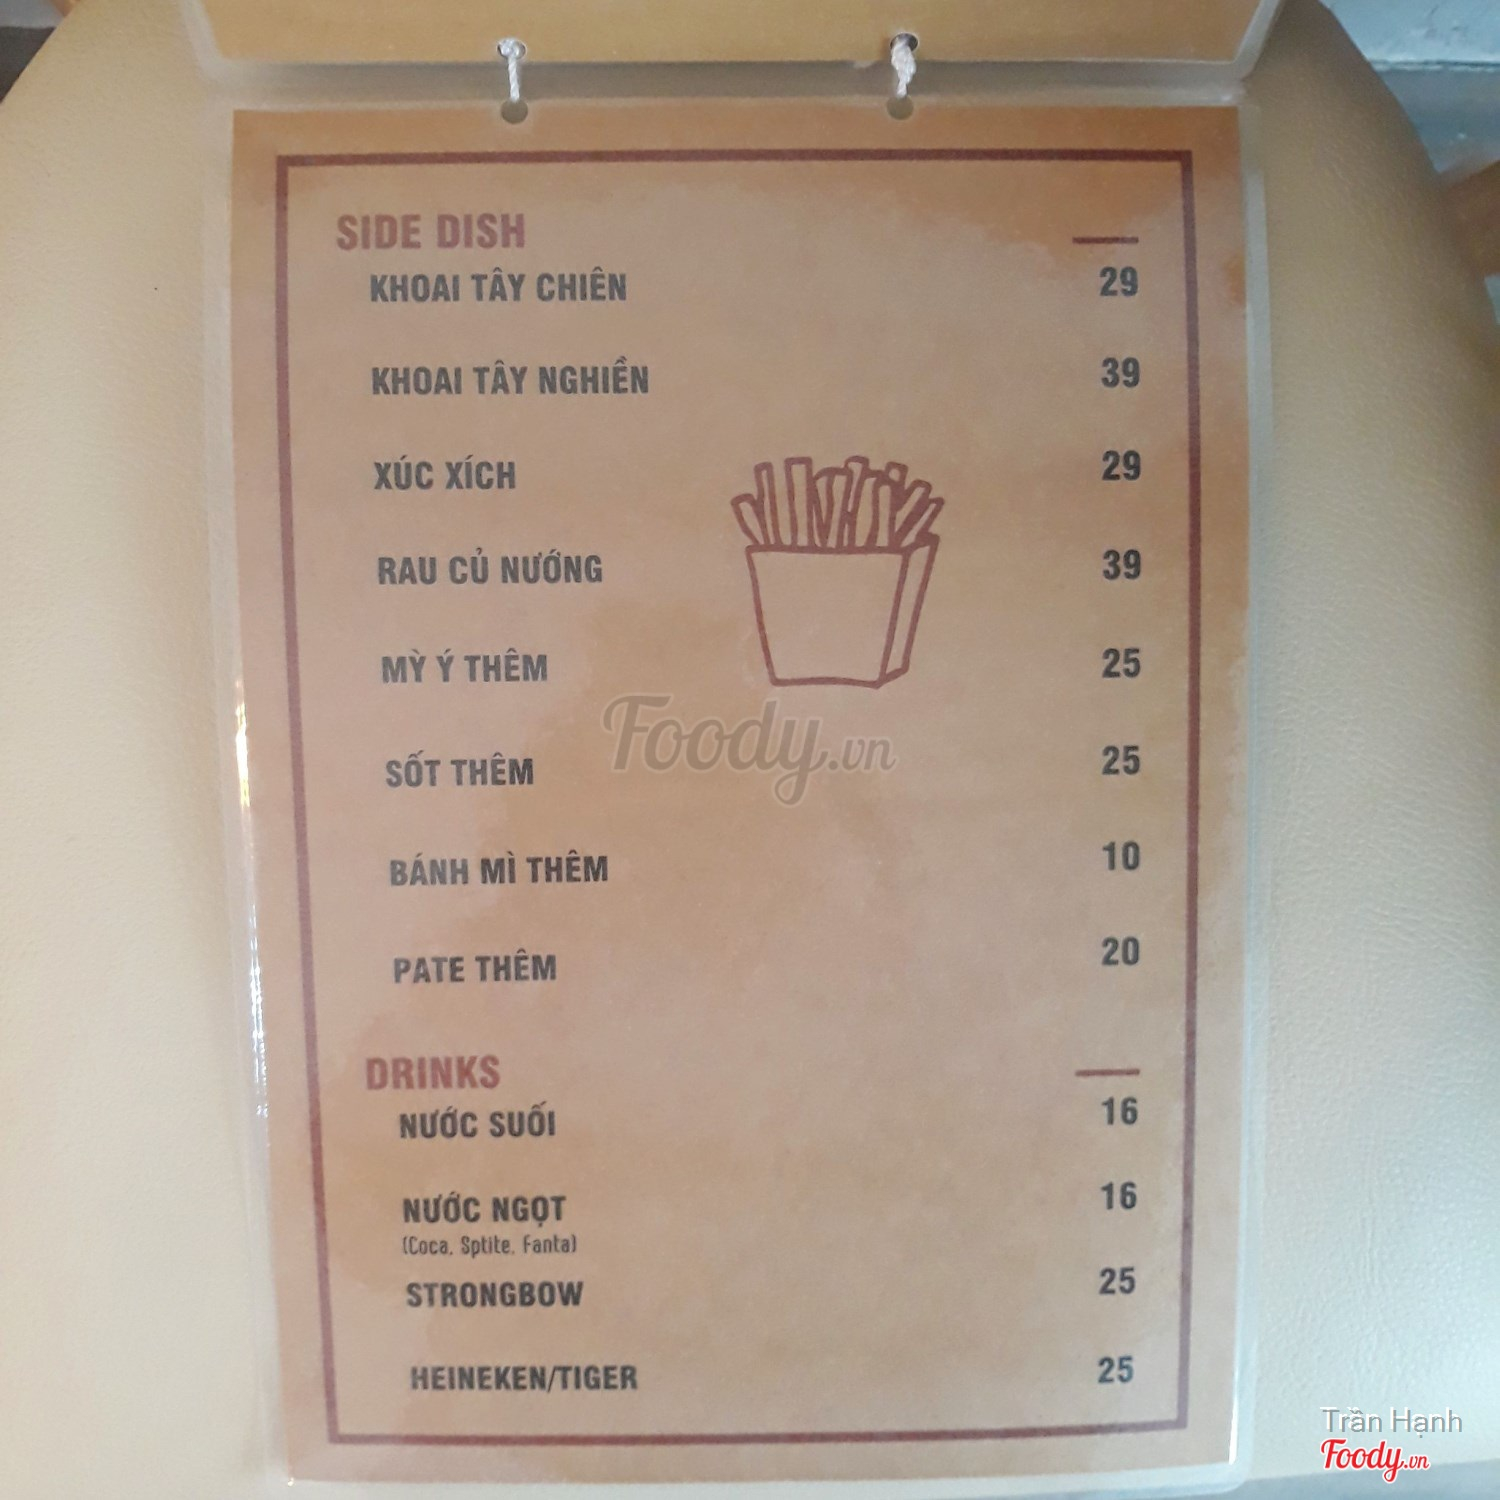 SIDE DISH
KHOAI TÂY CHIÊN 29
KHOAI TÂY NGHIỀN 39
XÚC XÍCH 29
RAU CỦ NƯỚNG 39
MỲ Ý THÊM 25
SỐT THÊM 25
BÁNH MÌ THÊM 10
PATE THÊM 20
Foody.vn
DRINKS
NƯỚC SUỐI 16
NƯỚC NGỌT 16
(Coca, Sptite, Fanta)
STRONGBOW 25
HEINEKEN/TIGER 25
Trần Hạnh
Foody.vn